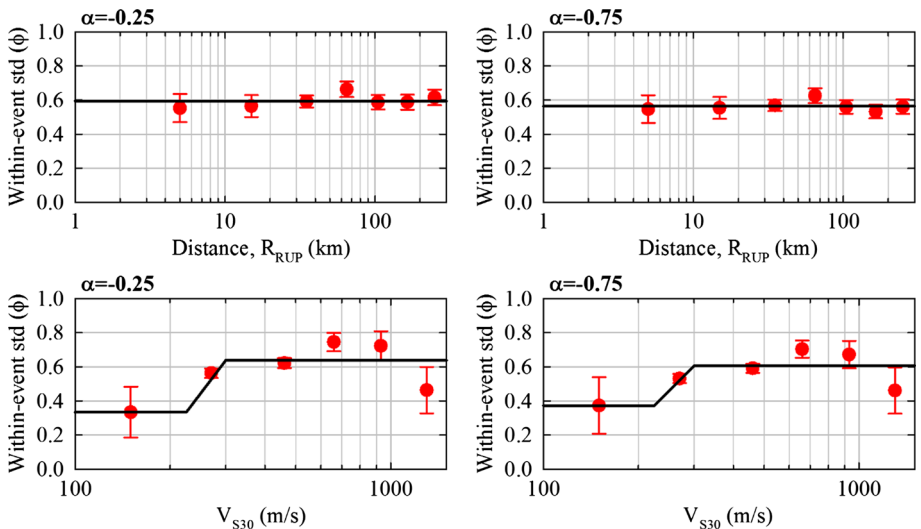 α=-0.25
Within-event std (ϕ)
1.0
0.8
0.6
0.4
0.2
0.0
1 10 100
Distance, R_RUP (km)
α=-0.75
Within-event std (ϕ)
1.0
0.8
0.6
0.4
0.2
0.0
1 10 100
Distance, R_RUP (km)
α=-0.25
Within-event std (ϕ)
1.0
0.8
0.6
0.4
0.2
0.0
100 1000
V_S30 (m/s)
α=-0.75
Within-event std (ϕ)
1.0
0.8
0.6
0.4
0.2
0.0
100 1000
V_S30 (m/s)